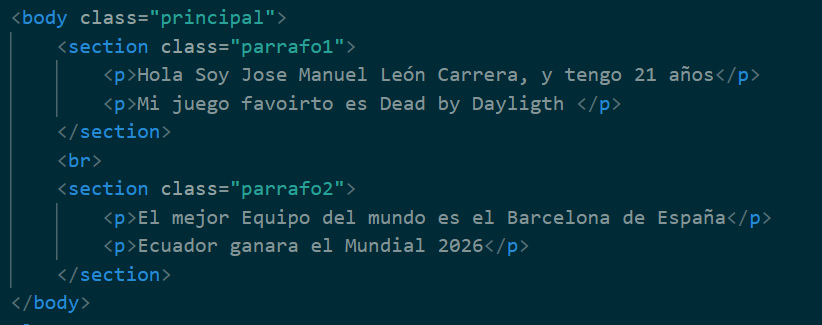 <body class="principal">
<section class="parrafo1">
<p>Hola Soy Jose Manuel León Carrera, y tengo 21 años</p>
<p>Mi juego favoirto es Dead by Dayligth </p>
</section>
<br>
<section class="parrafo2">
<p>El mejor Equipo del mundo es el Barcelona de España</p>
<p>Ecuador ganara el Mundial 2026</p>
</section>
</body>